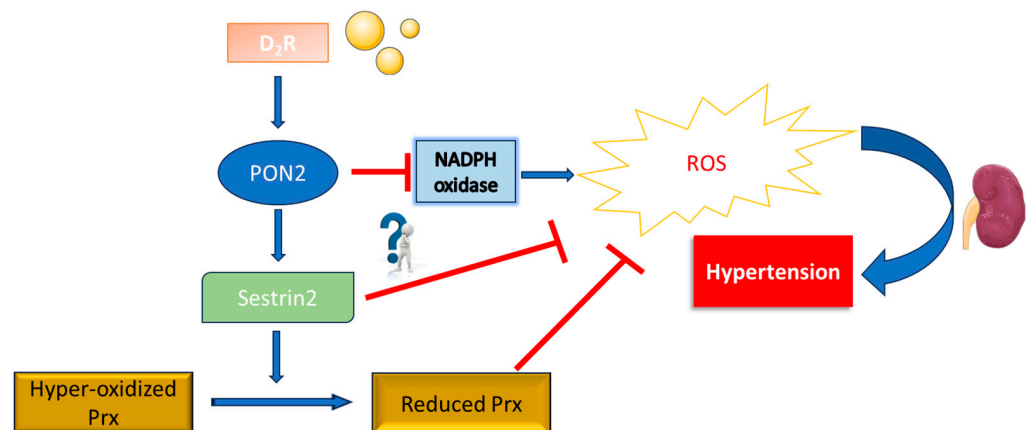 D₂R
PON2
NADPH
oxidase
ROS
?
Hypertension
Sestrin2
Hyper-oxidized
Prx
Reduced Prx